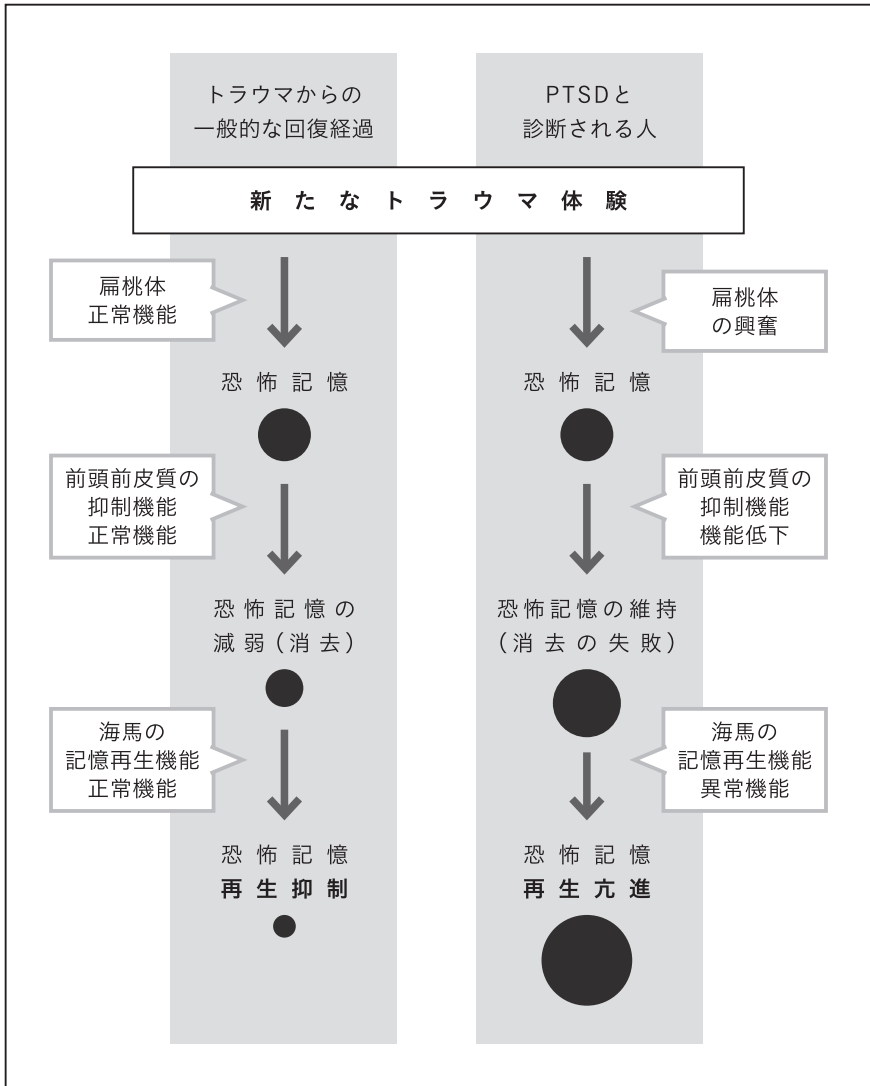 トラウマからの
一般的な回復経過
PTSDと
診断される人
新たなトラウマ体験
扁桃体
正常機能
扁桃体
の興奮
恐怖記憶
恐怖記憶
前頭前皮質の
抑制機能
正常機能
前頭前皮質の
抑制機能
機能低下
恐怖記憶の
減弱(消去)
恐怖記憶の維持
(消去の失敗)
海馬の
記憶再生機能
正常機能
海馬の
記憶再生機能
異常機能
恐怖記憶
再生抑制
恐怖記憶
再生亢進